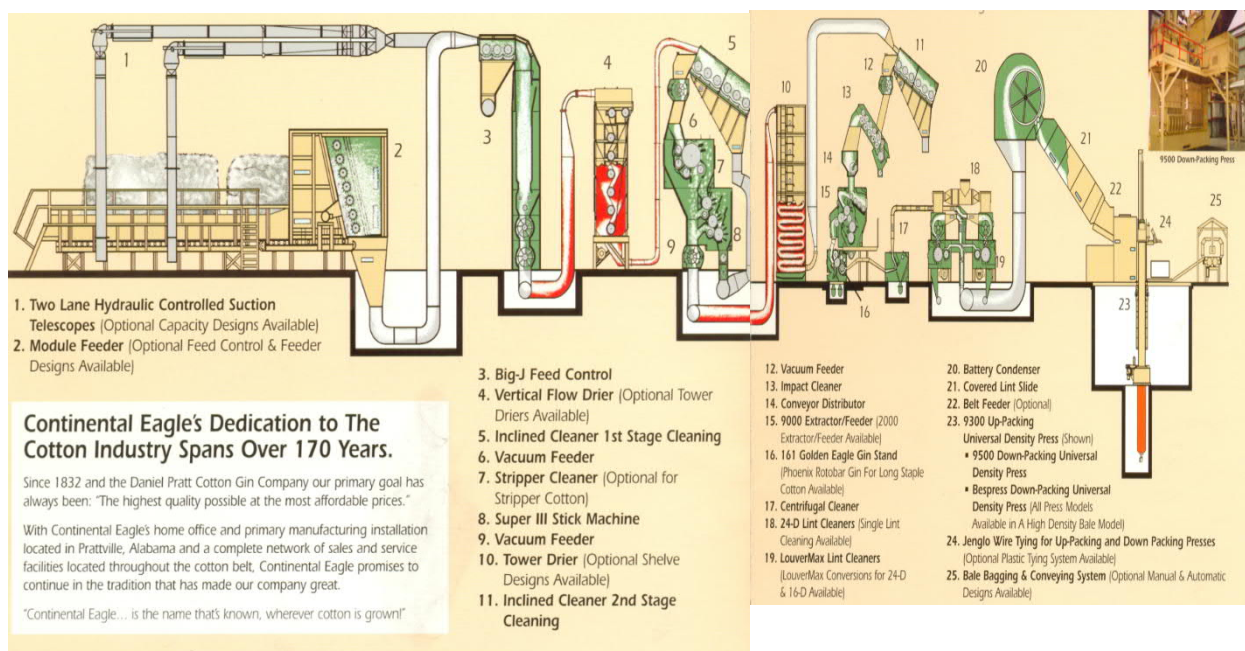 1
2
3
4
5
6
7
8
9
10
11
12
13
14
15
16
17
18
19
20
21
22
23
24
25
9500 Down-Packing Press
1. Two Lane Hydraulic Controlled Suction
Telescopes (Optional Capacity Designs Available)
2. Module Feeder (Optional Feed Control & Feeder
Designs Available)
Continental Eagle's Dedication to The
Cotton Industry Spans Over 170 Years.
Since 1832 and the Daniel Pratt Cotton Gin Company our primary goal has
always been: "The highest quality possible at the most affordable prices."
With Continental Eagle's home office and primary manufacturing installation
located in Prattville, Alabama and a complete network of sales and service
facilities located throughout the cotton belt, Continental Eagle promises to
continue in the tradition that has made our company great.
"Continental Eagle... is the name that's known, wherever cotton is grown!"
3. Big-J Feed Control
4. Vertical Flow Drier (Optional Tower
Driers Available)
5. Inclined Cleaner 1st Stage Cleaning
6. Vacuum Feeder
7. Stripper Cleaner (Optional for
Stripper Cotton)
8. Super III Stick Machine
9. Vacuum Feeder
10. Tower Drier (Optional Shelve
Designs Available)
11. Inclined Cleaner 2nd Stage
Cleaning
12. Vacuum Feeder
13. Impact Cleaner
14. Conveyor Distributor
15. 9000 Extractor/Feeder (2000
Extractor/Feeder Available)
16. 161 Golden Eagle Gin Stand
(Phoenix Rotobar Gin For Long Staple
Cotton Available)
17. Centrifugal Cleaner
18. 24-D Lint Cleaners (Single Lint
Cleaning Available)
19. LouverMax Lint Cleaners
(LouverMax Conversions for 24-D
& 16-D Available)
20. Battery Condenser
21. Covered Lint Slide
22. Belt Feeder (Optional)
23. 9300 Up-Packing
Universal Density Press (Shown)
• 9500 Down-Packing Universal
Density Press
• Bespress Down-Packing Universal
Density Press (All Press Models
Available in A High Density Bale Model)
24. Jenglo Wire Tying for Up-Packing and Down Packing Presses
(Optional Plastic Tying System Available)
25. Bale Bagging & Conveying System (Optional Manual & Automatic
Designs Available)